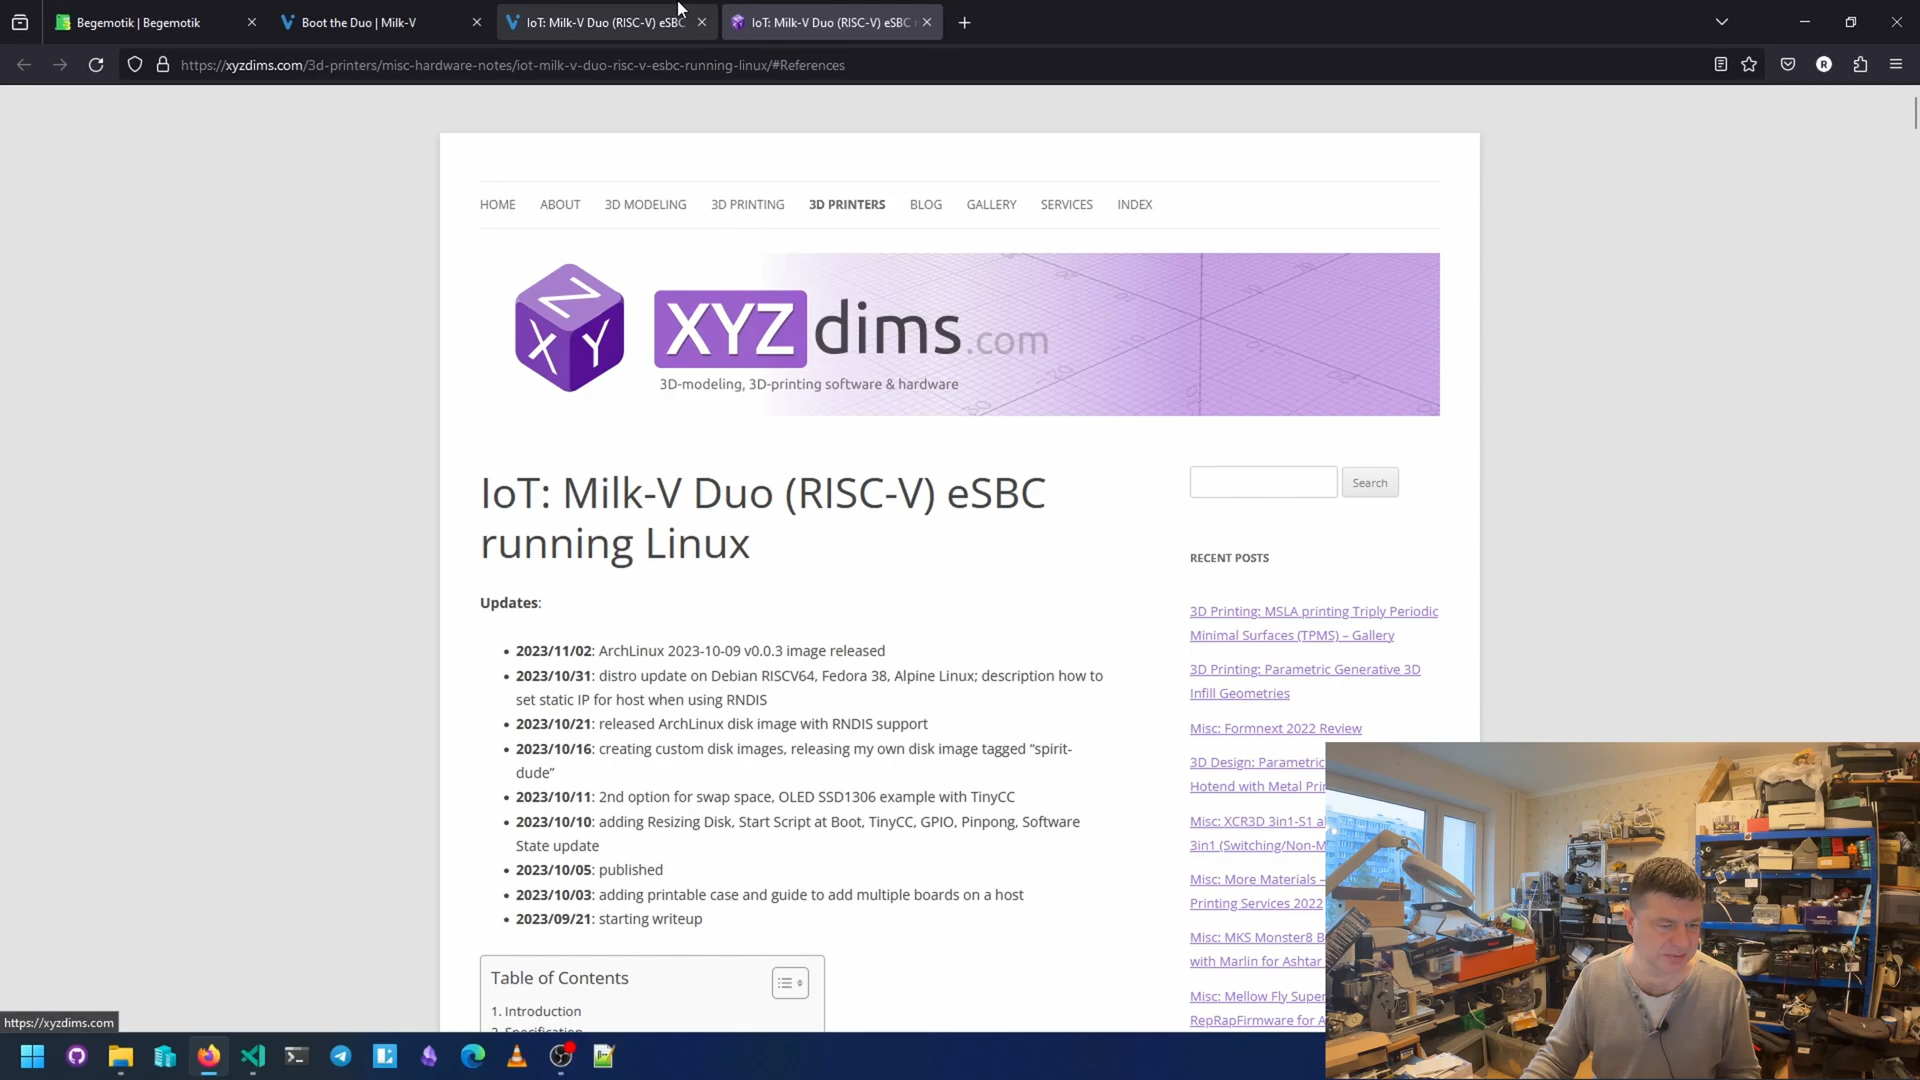 Begemotik | Begemotik
Boot the Duo | Milk-V
IoT: Milk-V Duo (RISC-V) eSBC
IoT: Milk-V Duo (RISC-V) eSBC
https://xyzdims.com/3d-printers/misc-hardware-notes/iot-milk-v-duo-risc-v-esbc-running-linux/#References
HOME ABOUT 3D MODELING 3D PRINTING 3D PRINTERS BLOG GALLERY SERVICES INDEX
Z X Y
XYZdims.com
3D-modeling, 3D-printing software & hardware
IoT: Milk-V Duo (RISC-V) eSBC
running Linux
Updates:
• 2023/11/02: ArchLinux 2023-10-09 v0.0.3 image released
• 2023/10/31: distro update on Debian RISCV64, Fedora 38, Alpine Linux; description how to
set static IP for host when using RNDIS
• 2023/10/21: released ArchLinux disk image with RNDIS support
• 2023/10/16: creating custom disk images, releasing my own disk image tagged “spirit-
dude”
• 2023/10/11: 2nd option for swap space, OLED SSD1306 example with TinyCC
• 2023/10/10: adding Resizing Disk, Start Script at Boot, TinyCC, GPIO, Pinpong, Software
State update
• 2023/10/05: published
• 2023/10/03: adding printable case and guide to add multiple boards on a host
• 2023/09/21: starting writeup
Table of Contents
1. Introduction
2. Specification
Search
RECENT POSTS
3D Printing: MSLA printing Triply Periodic
Minimal Surfaces (TPMS) – Gallery
3D Printing: Parametric Generative 3D
Infill Geometries
Misc: Formnext 2022 Review
3D Design: Parametric
Hotend with Metal Pri
Misc: XCR3D 3in1-S1 a
3in1 (Switching/Non-M
Misc: More Materials –
Printing Services 2022
Misc: MKS Monster8 B
with Marlin for Ashtar
Misc: Mellow Fly Super
RepRapFirmware for A
https://xyzdims.com